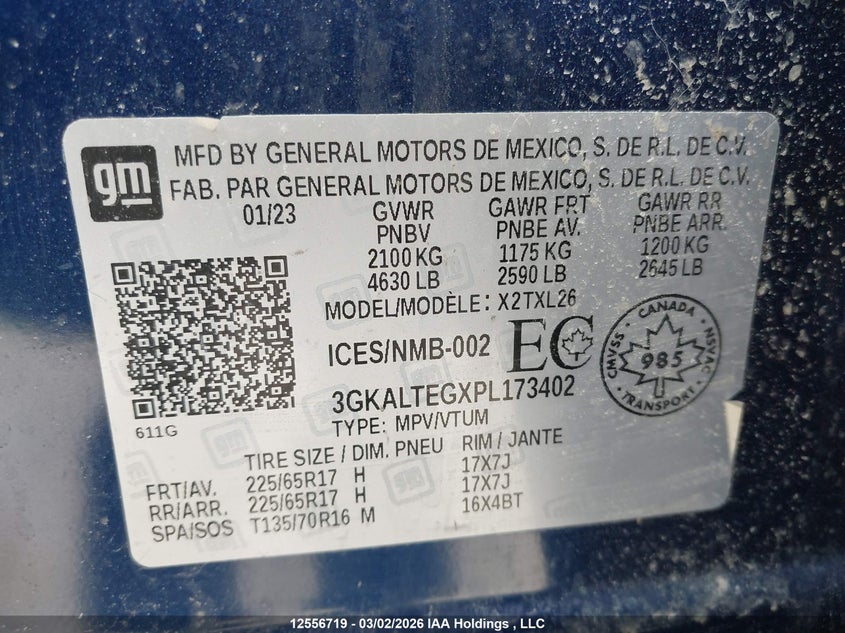 gm
MFD BY GENERAL MOTORS DE MEXICO, S. DE R.L. DE C.V.
FAB. PAR GENERAL MOTORS DE MEXICO, S. DE R.L. DE C.V.
01/23 GVWR GAWR FRT GAWR RR
PNBV PNBE AV. PNBE ARR.
2100 KG 1175 KG 1200 KG
4630 LB 2590 LB 2645 LB
MODEL/MODÈLE: X2TXL26
ICES/NMB-002 EC
CANADA
CMVSS 985 NSVAC
TRANSPORT
3GKALTEGXPL173402
611G
TYPE: MPV/VTUM
TIRE SIZE / DIM. PNEU RIM / JANTE
FRT/AV. 225/65R17 H 17X7J
RR/ARR. 225/65R17 H 17X7J
SPA/SOS T135/70R16 M 16X4BT
12556719 - 03/02/2026 IAA Holdings , LLC